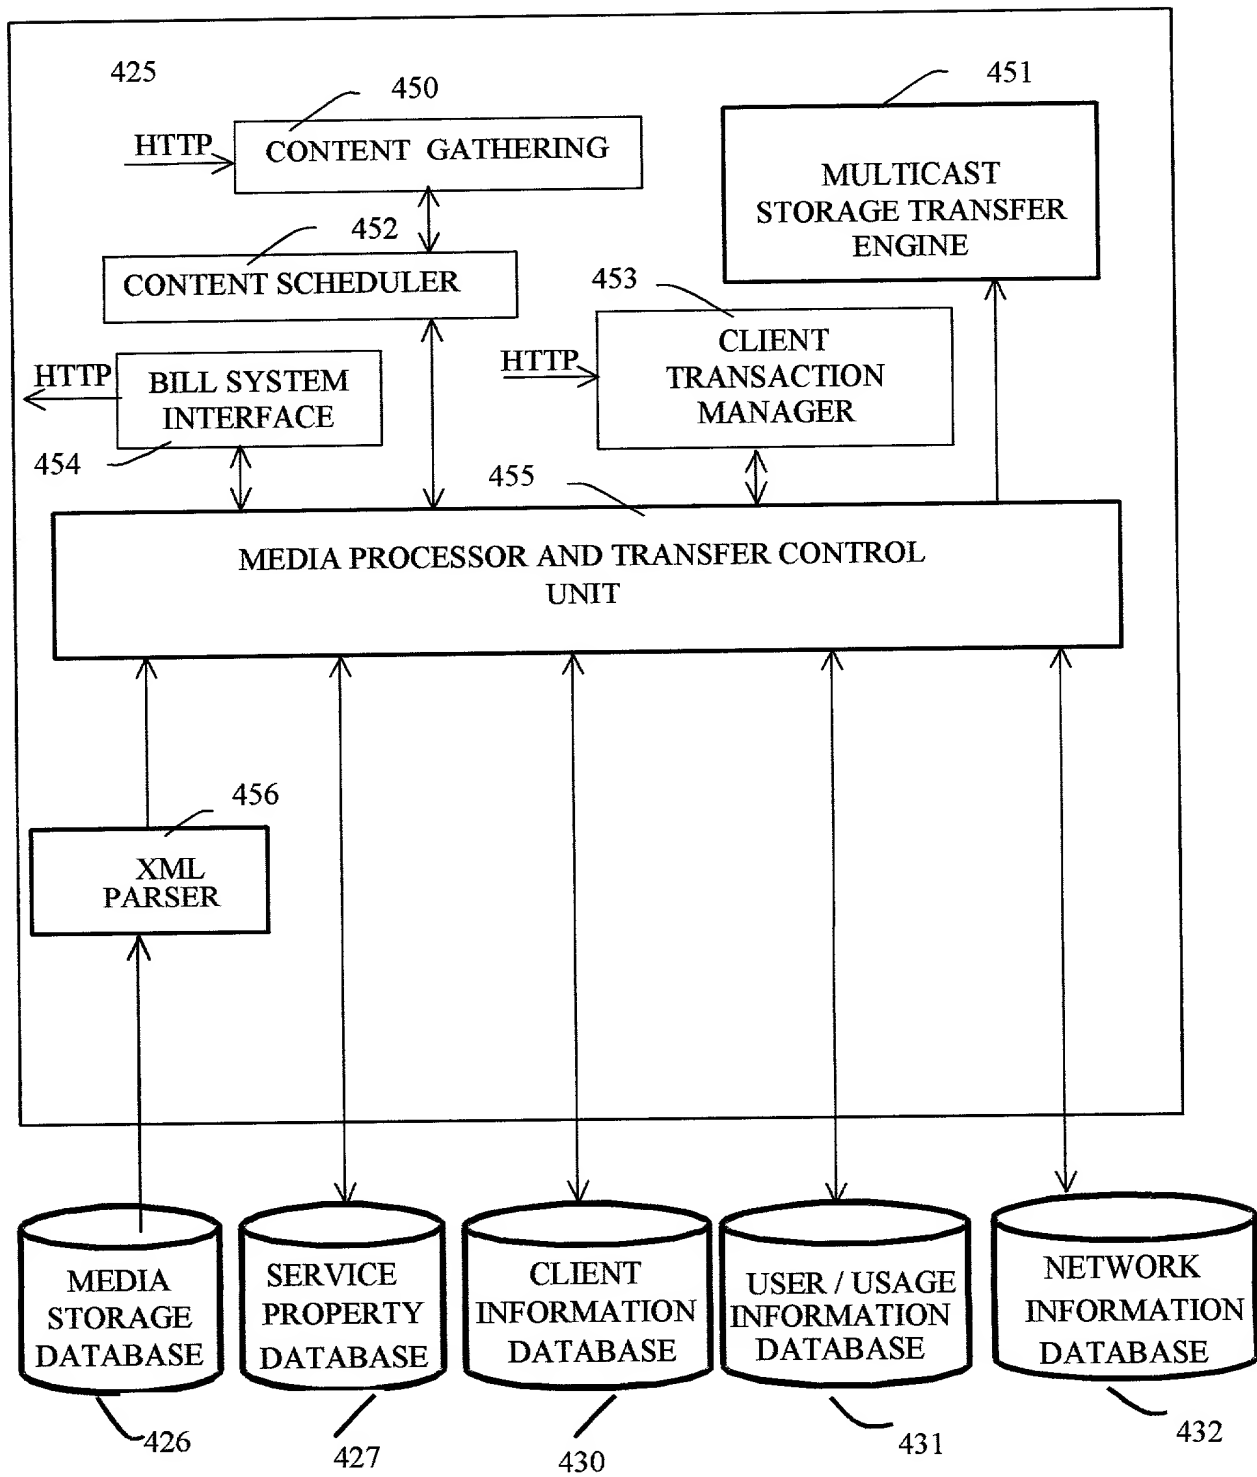 425
450
451
HTTP
CONTENT GATHERING
MULTICAST
STORAGE TRANSFER
ENGINE
452
CONTENT SCHEDULER
453
HTTP
BILL SYSTEM
INTERFACE
454
HTTP
CLIENT
TRANSACTION
MANAGER
455
MEDIA PROCESSOR AND TRANSFER CONTROL
UNIT
456
XML
PARSER
MEDIA
STORAGE
DATABASE
SERVICE
PROPERTY
DATABASE
CLIENT
INFORMATION
DATABASE
USER / USAGE
INFORMATION
DATABASE
NETWORK
INFORMATION
DATABASE
426
427
430
431
432